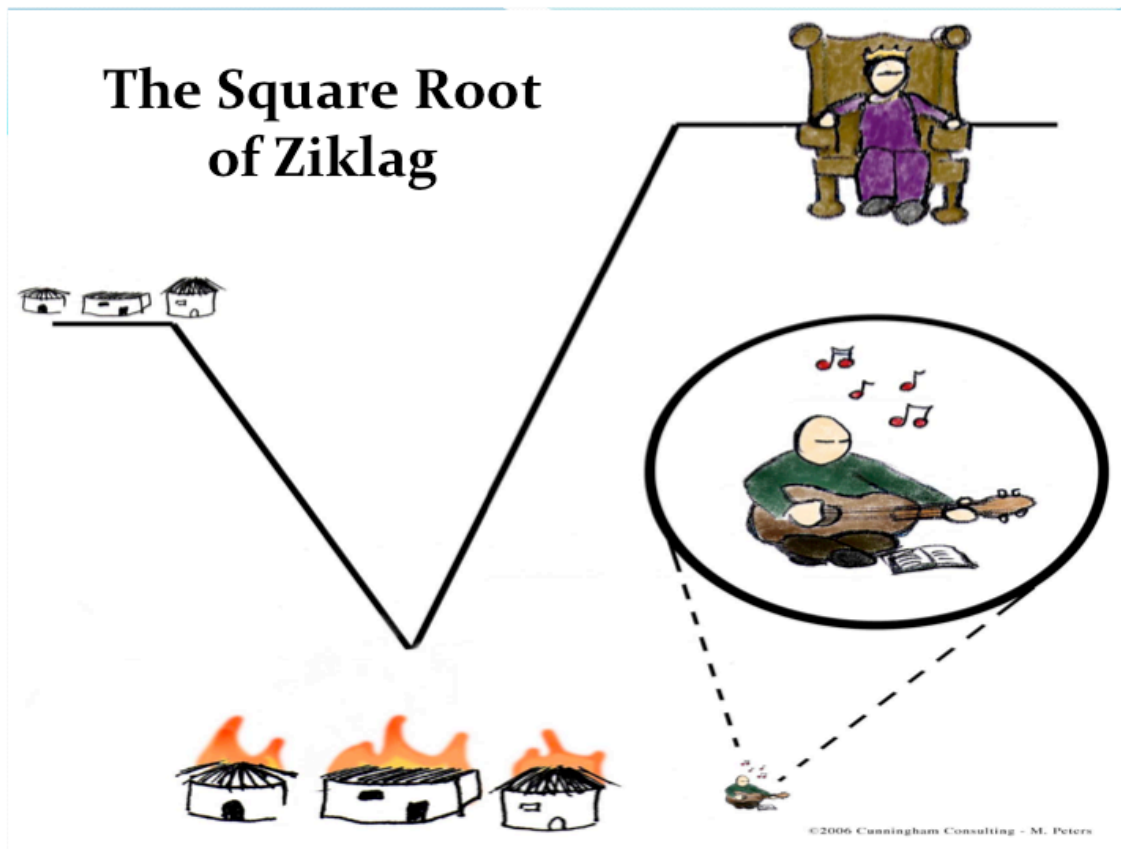 The Square Root
of Ziklag
©2006 Cunningham Consulting - M. Peters